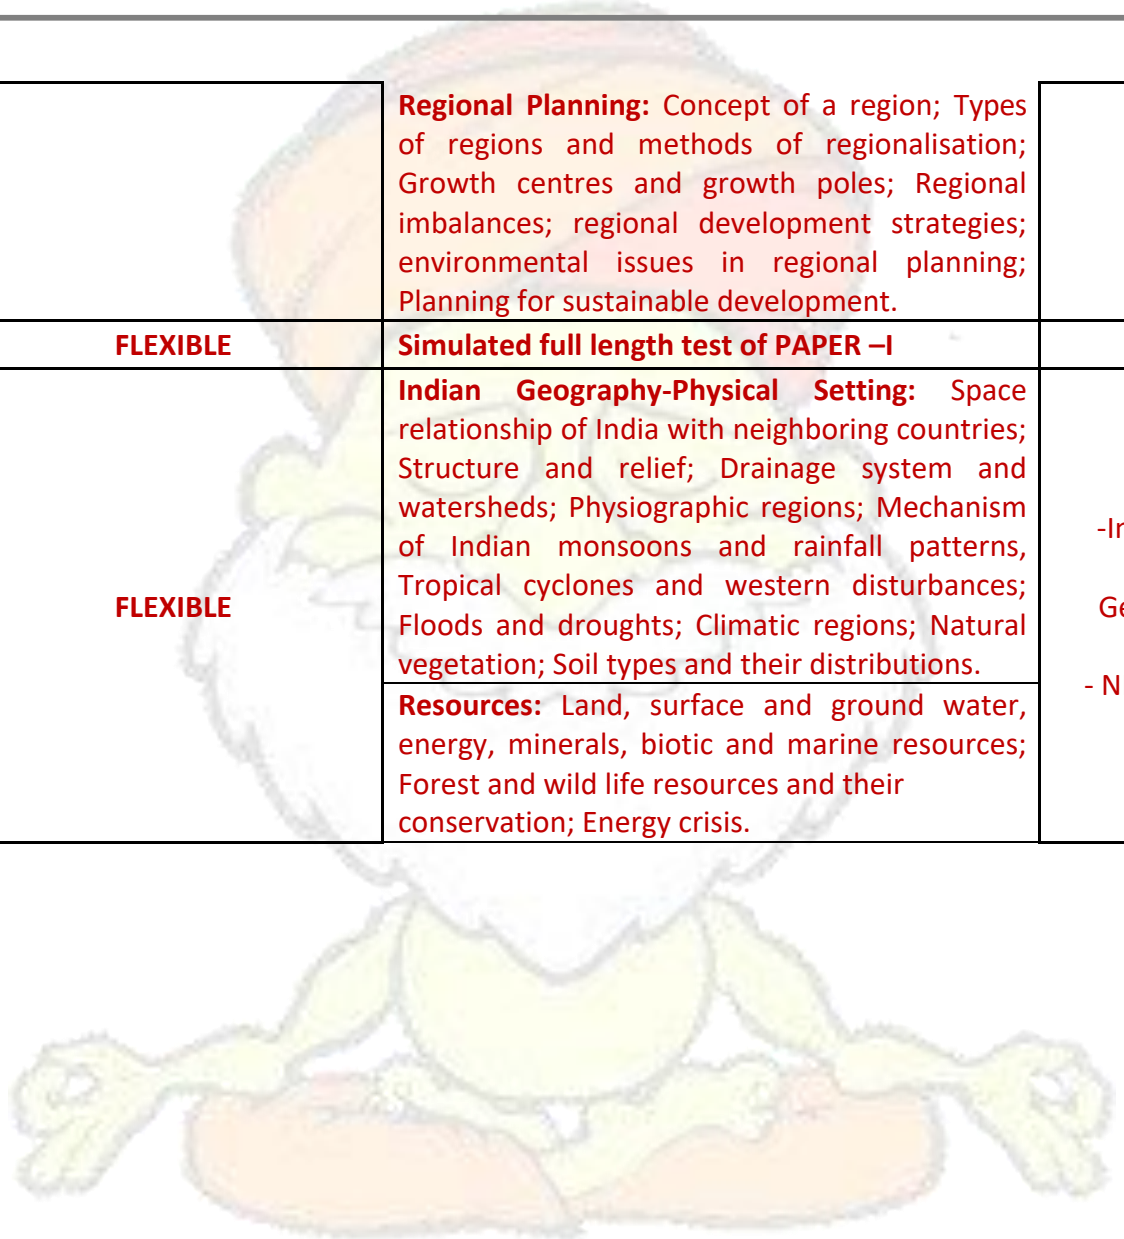 Regional Planning: Concept of a region; Types
of regions and methods of regionalisation;
Growth centres and growth poles; Regional
imbalances; regional development strategies;
environmental issues in regional planning;
Planning for sustainable development.
FLEXIBLE
Simulated full length test of PAPER –I
FLEXIBLE
Indian Geography-Physical Setting: Space
relationship of India with neighboring countries;
Structure and relief; Drainage system and
watersheds; Physiographic regions; Mechanism
of Indian monsoons and rainfall patterns,
Tropical cyclones and western disturbances;
Floods and droughts; Climatic regions; Natural
vegetation; Soil types and their distributions.
Resources: Land, surface and ground water,
energy, minerals, biotic and marine resources;
Forest and wild life resources and their
conservation; Energy crisis.
Ge
- N